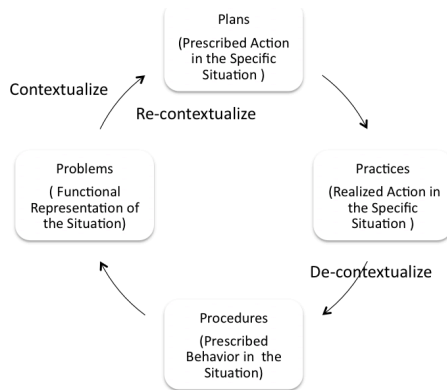 Plans
(Prescribed Action
in the Specific
Situation )
Contextualize
Re-contextualize
Problems
( Functional
Representation of
the Situation)
Practices
(Realized Action in
the Specific
Situation )
De-contextualize
Procedures
(Prescribed
Behavior in the
Situation)